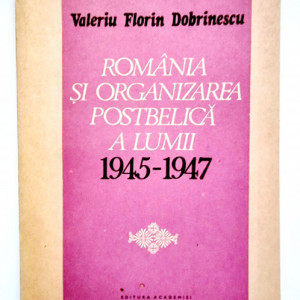 Valeriu Florin Dobrinescu
ROMÂNIA
ȘI ORGANIZAREA
POSTBELICĂ
A LUMII
1945-1947
EDITURA ACADEMIEI